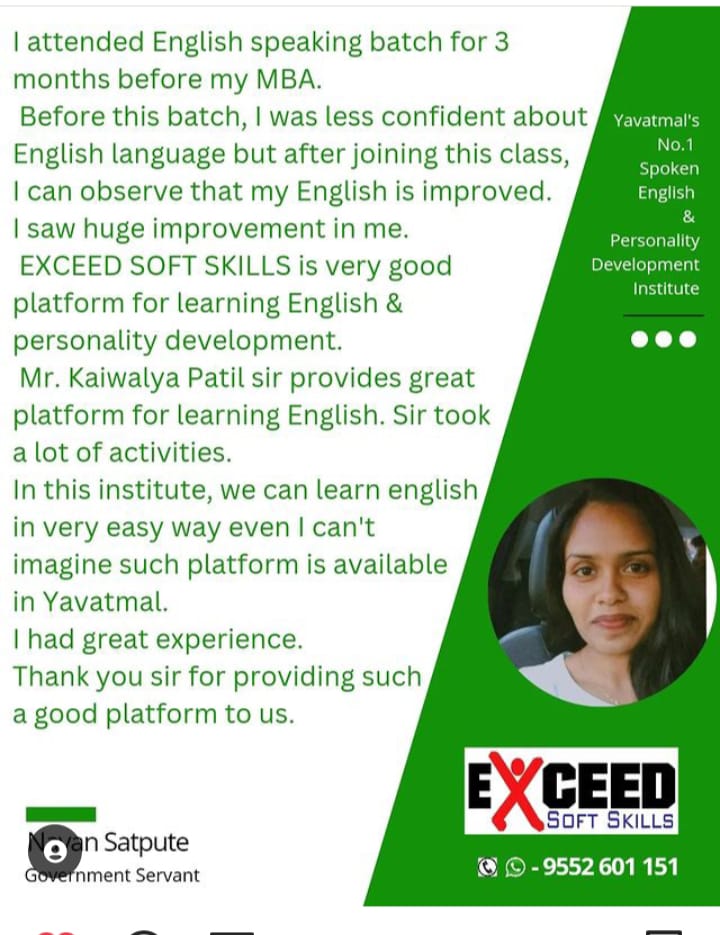 I attended English speaking batch for 3
months before my MBA.
Before this batch, I was less confident about
English language but after joining this class,
I can observe that my English is improved.
I saw huge improvement in me.
EXCEED SOFT SKILLS is very good
platform for learning English &
personality development.
Mr. Kaiwalya Patil sir provides great
platform for learning English. Sir took
a lot of activities.
In this institute, we can learn english
in very easy way even I can't
imagine such platform is available
in Yavatmal.
I had great experience.
Thank you sir for providing such
a good platform to us.
Satpute
Government Servant
Yavatmal's
No.1
Spoken
English
&
Personality
Development
Institute
EXCEED
SOFT SKILLS
- 9552 601 151